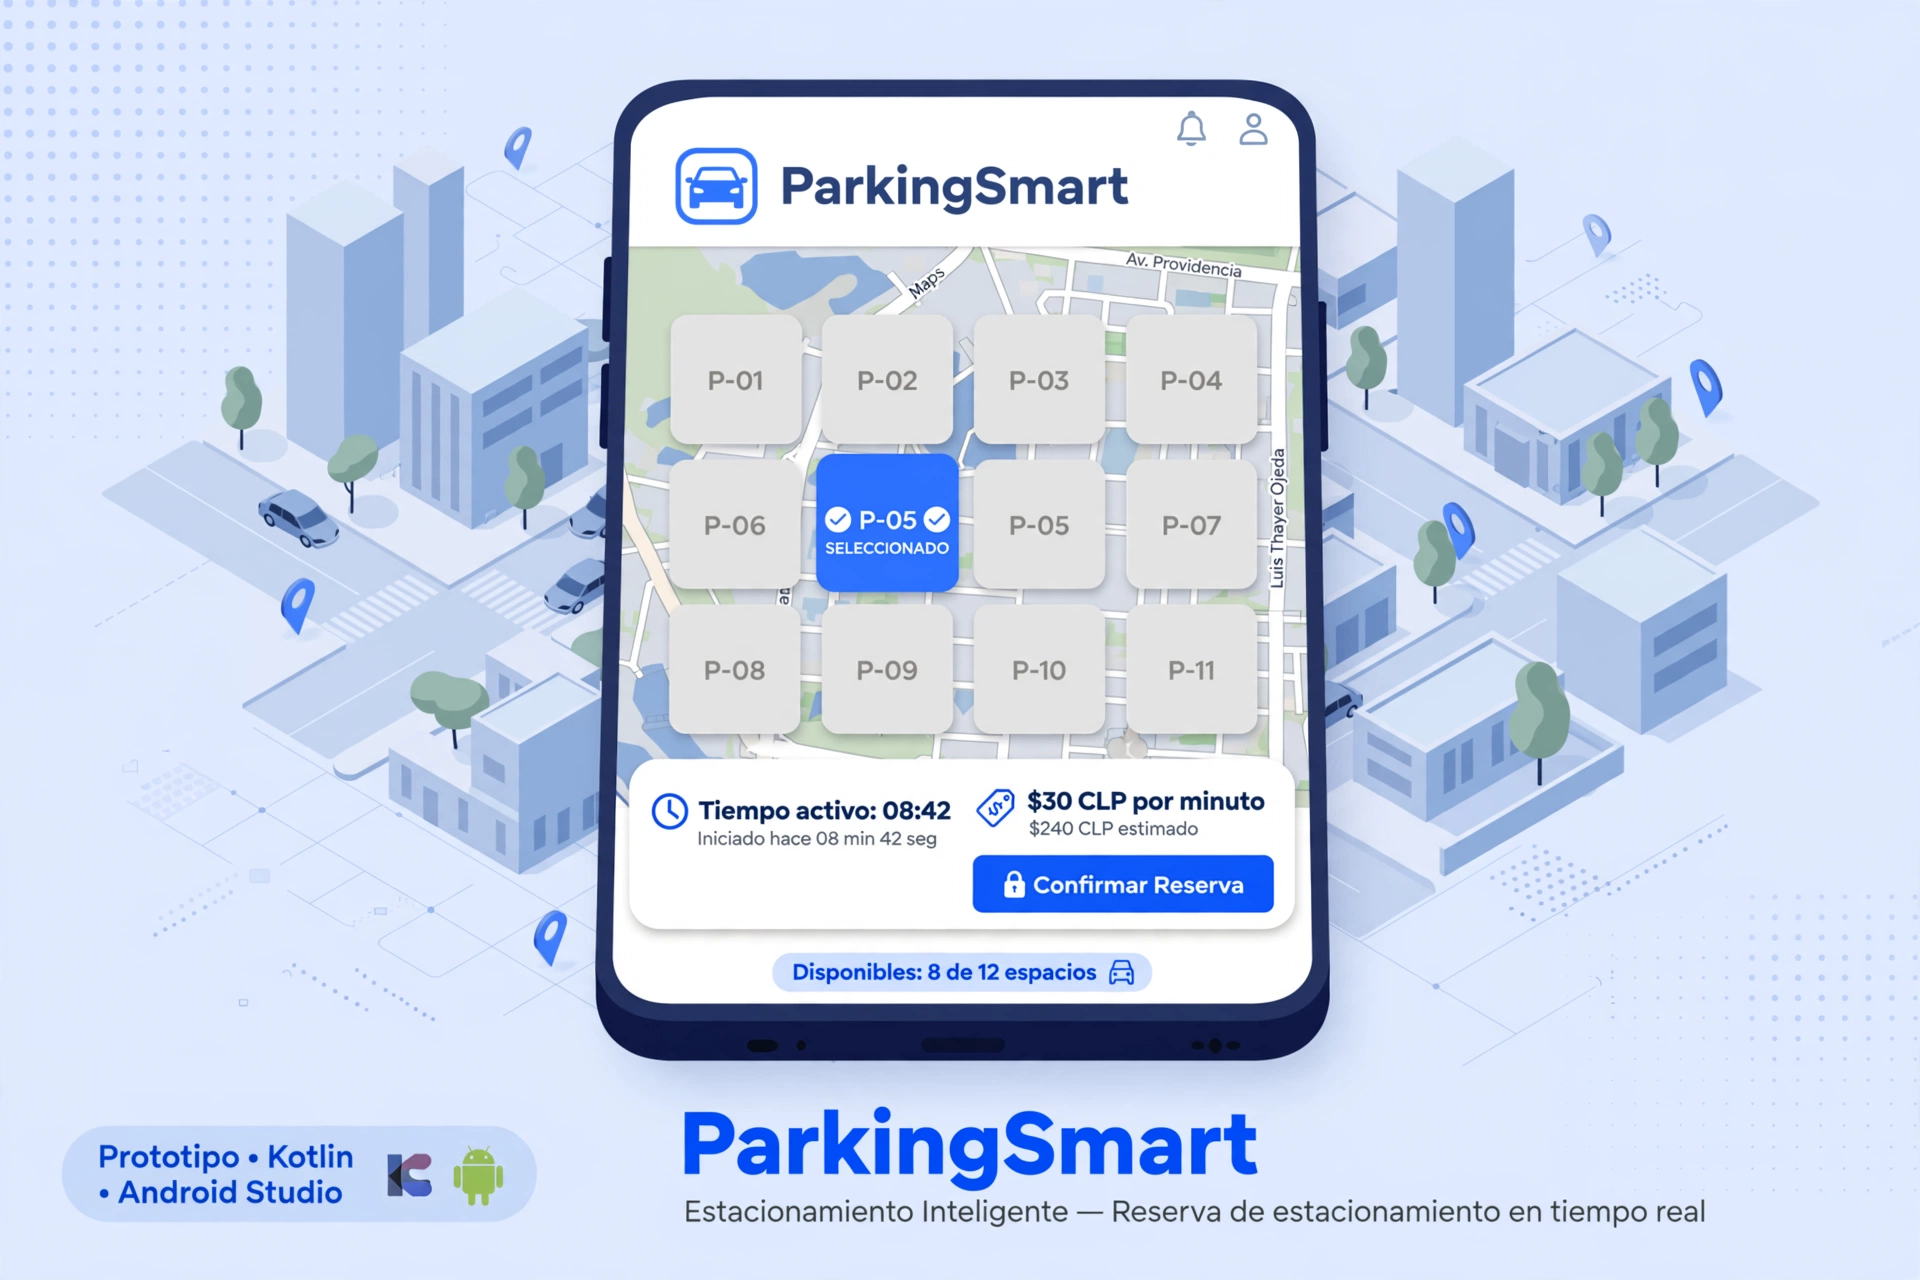 ParkingSmart
Maps
Av. Providencia
P-01
P-02
P-03
P-04
P-06
P-05
SELECCIONADO
P-05
P-07
Luis Thayer Ojeda
P-08
P-09
P-10
P-11
Tiempo activo: 08:42
Iniciado hace 08 min 42 seg
$30 CLP por minuto
$240 CLP estimado
Confirmar Reserva
Disponibles: 8 de 12 espacios
Prototipo • Kotlin
• Android Studio
ParkingSmart
Estacionamiento Inteligente — Reserva de estacionamiento en tiempo real